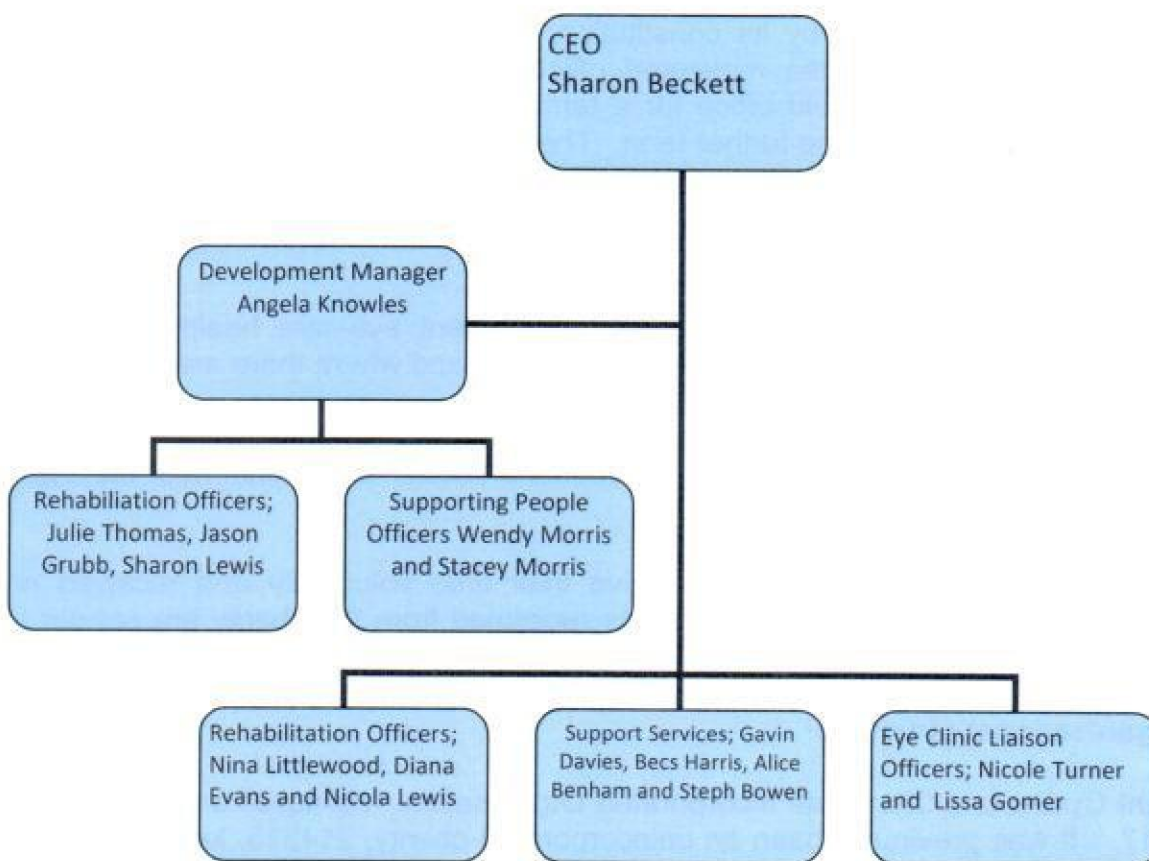 CEO
Sharon Beckett
Development Manager
Angela Knowles
Rehabiliation Officers;
Julie Thomas, Jason
Grubb, Sharon Lewis
Supporting People
Officers Wendy Morris
and Stacey Morris
Rehabilitation Officers;
Nina Littlewood, Diana
Evans and Nicola Lewis
Support Services; Gavin
Davies, Becs Harris, Alice
Benham and Steph Bowen
Eye Clinic Liaison
Officers; Nicole Turner
and Lissa Gomer